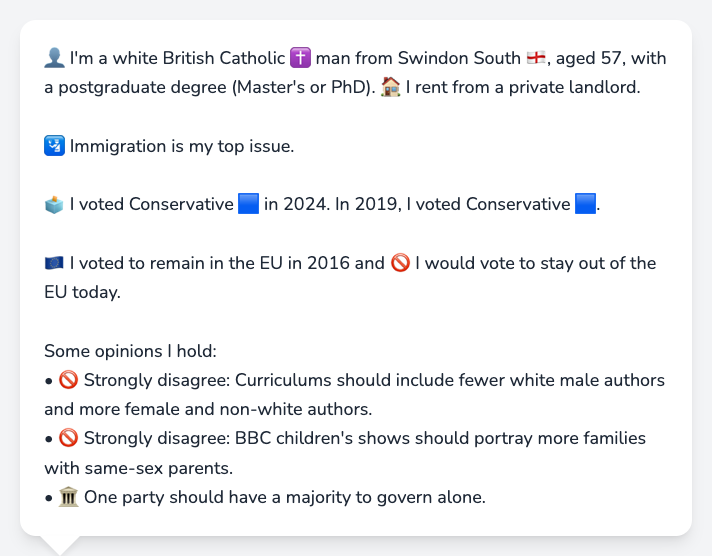 👤 I'm a white British Catholic ✝️ man from Swindon South 🏴󠁧󠁢󠁥󠁮󠁧󠁿, aged 57, with
a postgraduate degree (Master's or PhD). 🏠 I rent from a private landlord.
🛂 Immigration is my top issue.
🗳️ I voted Conservative 🟦 in 2024. In 2019, I voted Conservative 🟦.
🇪🇺 I voted to remain in the EU in 2016 and 🚫 I would vote to stay out of the
EU today.
Some opinions I hold:
• 🚫 Strongly disagree: Curriculums should include fewer white male authors
and more female and non-white authors.
• 🚫 Strongly disagree: BBC children's shows should portray more families
with same-sex parents.
• 🏛️ One party should have a majority to govern alone.